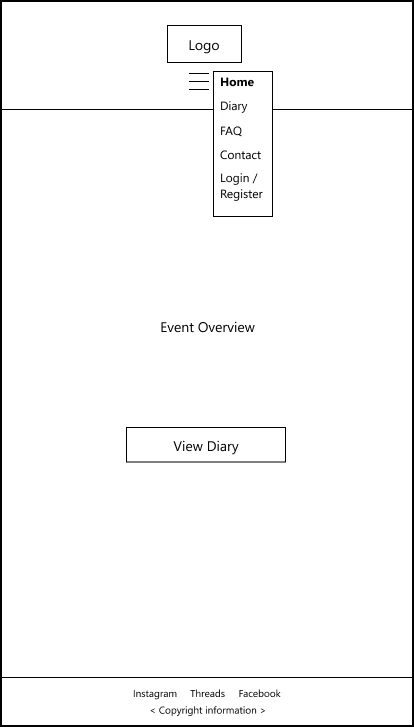 Logo
Home
Diary
FAQ
Contact
Login /
Register
Event Overview
View Diary
Instagram Threads Facebook
< Copyright information >